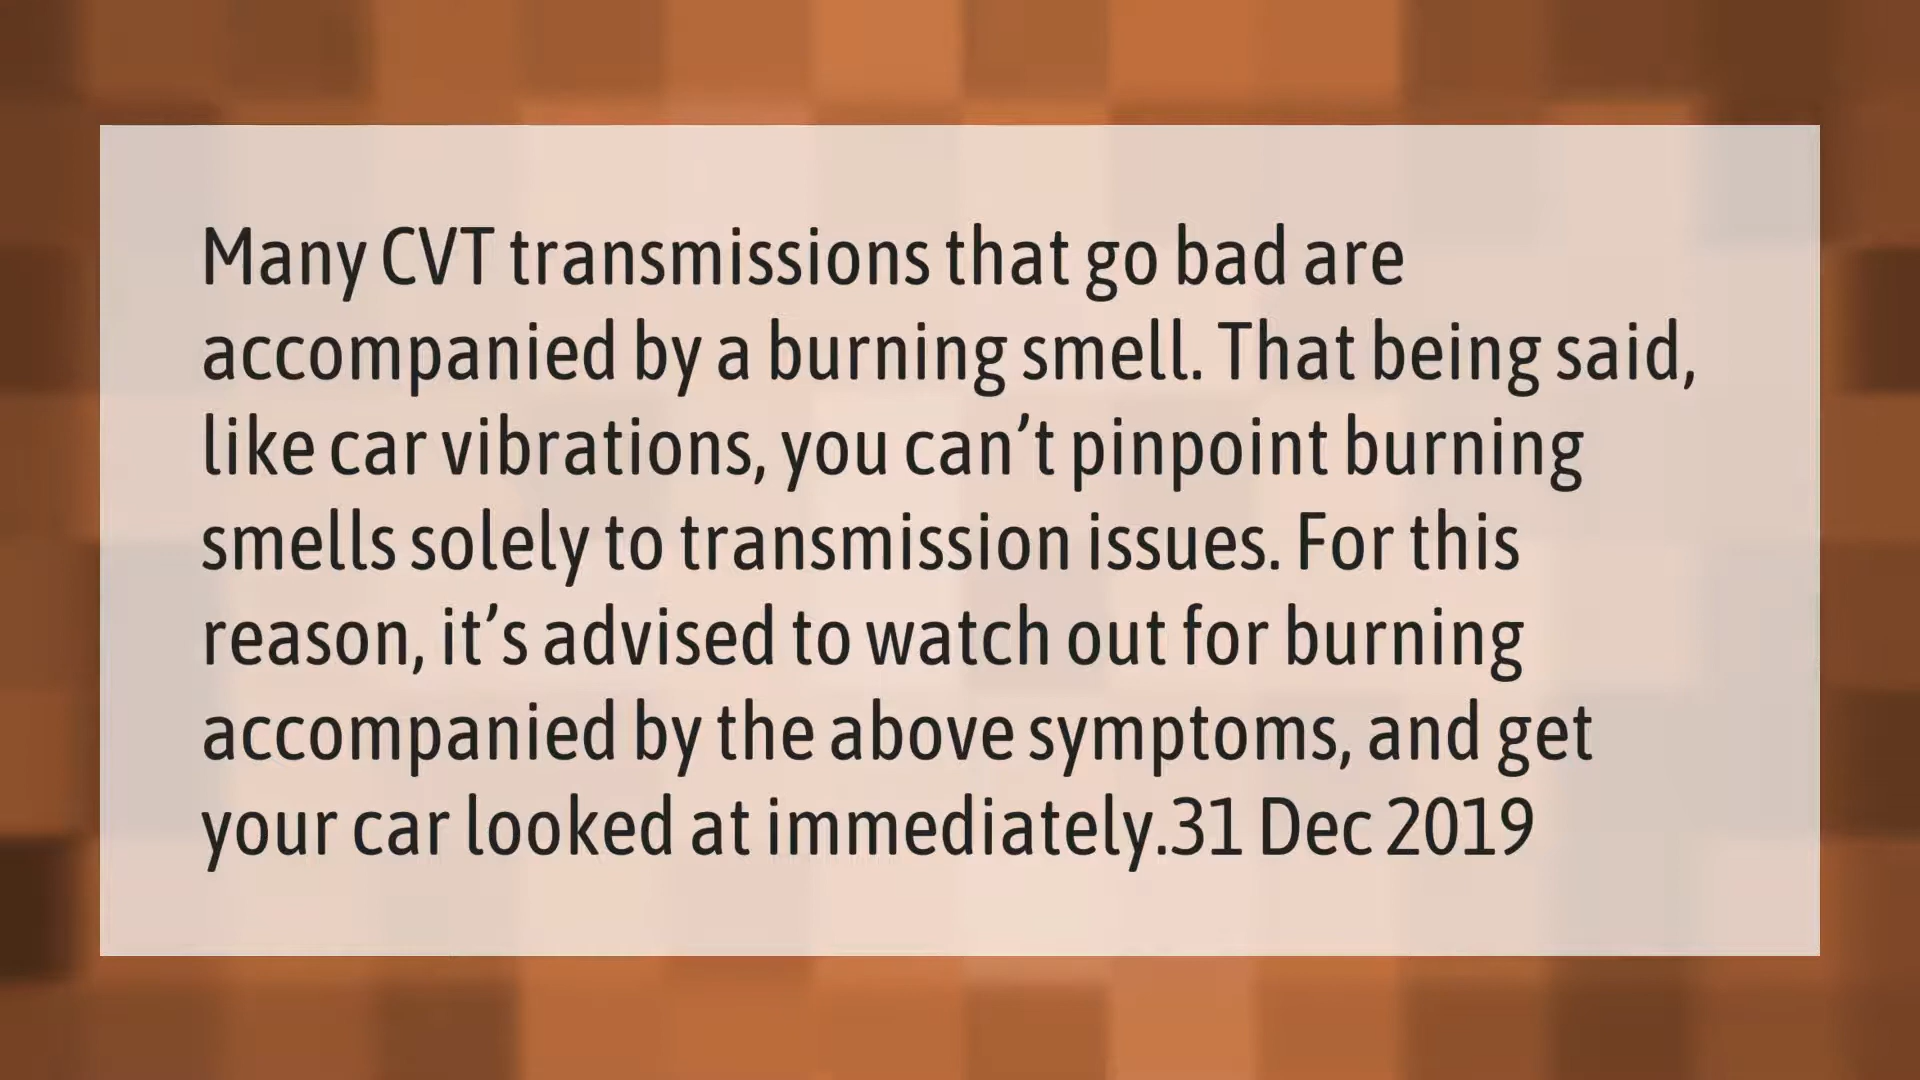 Many CVT transmissions that go bad are
accompanied by a burning smell. That being said,
like car vibrations, you can’t pinpoint burning
smells solely to transmission issues. For this
reason, it’s advised to watch out for burning
accompanied by the above symptoms, and get
your car looked at immediately.31 Dec 2019